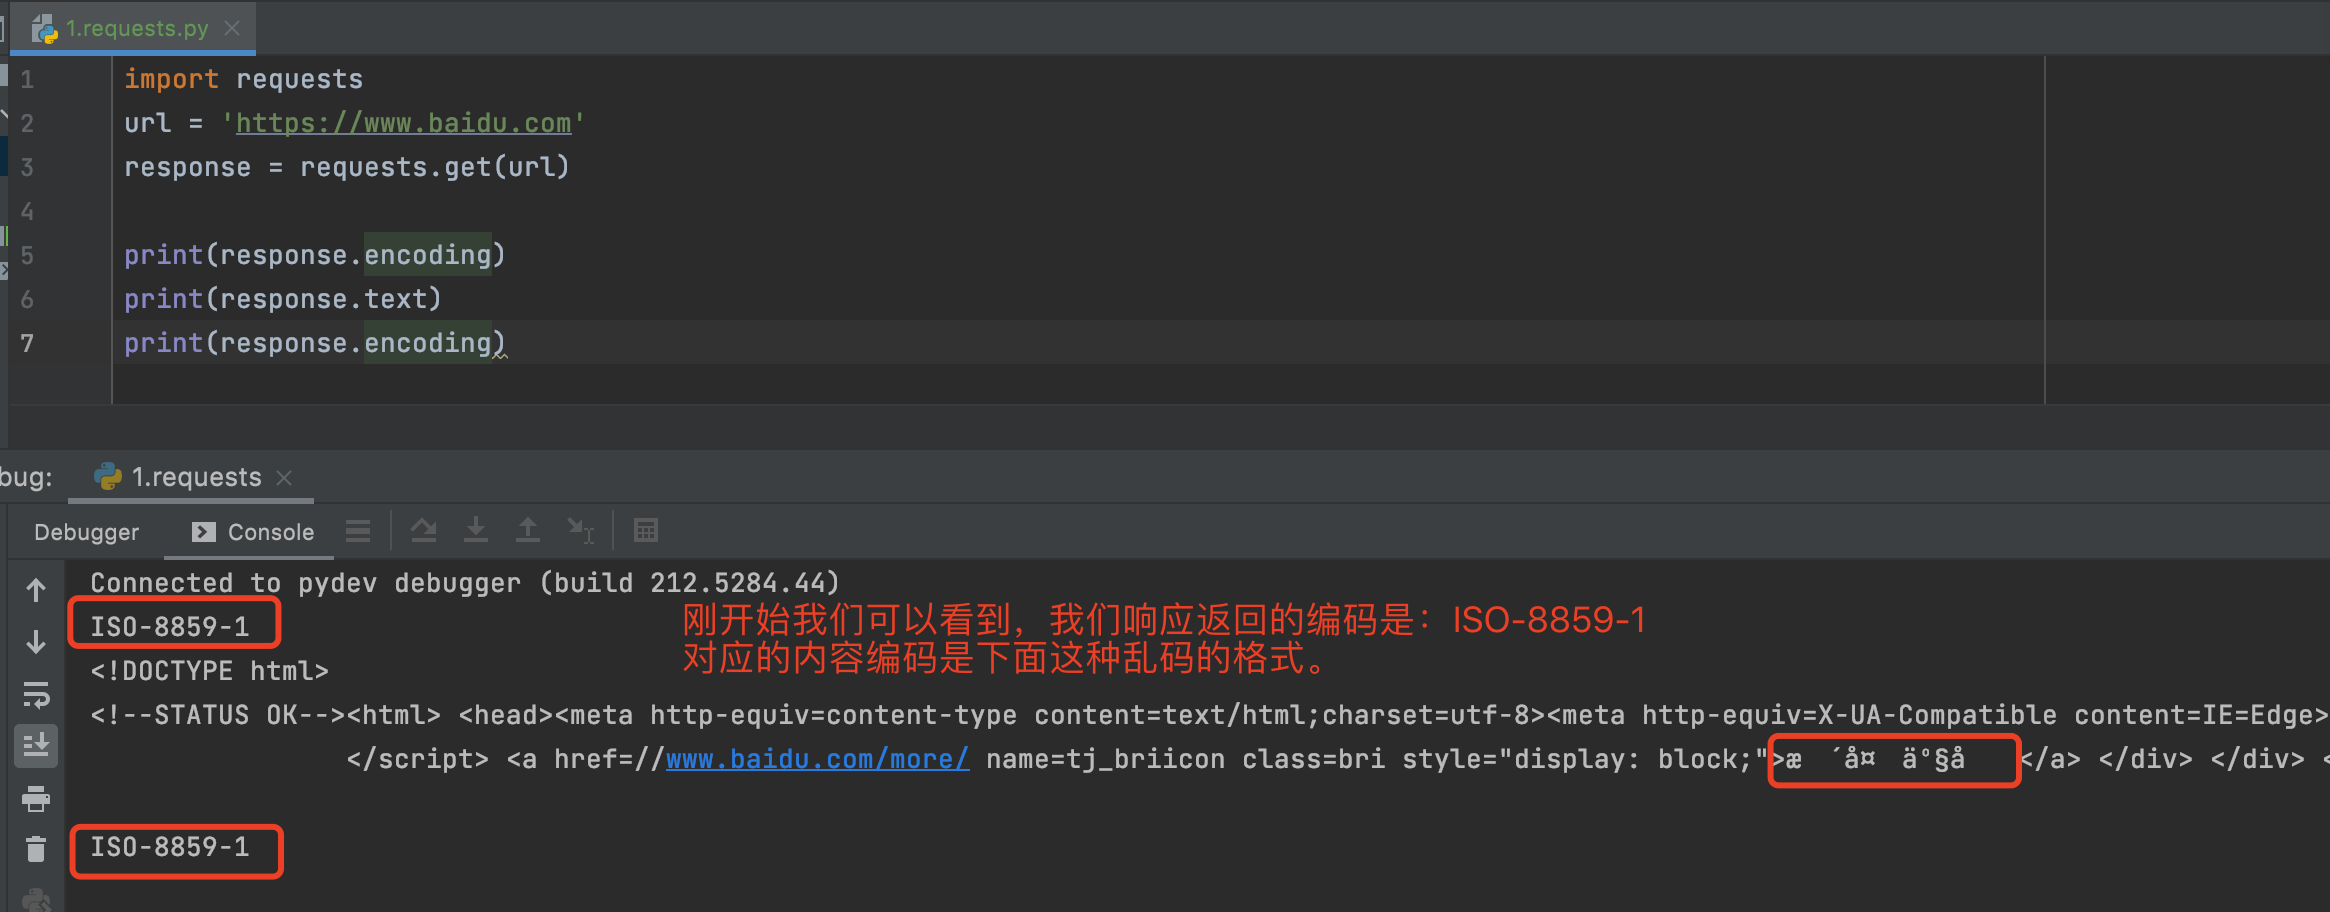 1.requests.py
1 import requests
2 url = 'https://www.baidu.com'
3 response = requests.get(url)
4
5 print(response.encoding)
6 print(response.text)
7 print(response.encoding)
bug: 1.requests
Debugger Console
Connected to pydev debugger (build 212.5284.44)
ISO-8859-1
刚开始我们可以看到，我们响应返回的编码是：ISO-8859-1
对应的内容编码是下面这种乱码的格式。
<!DOCTYPE html>
<!--STATUS OK--><html> <head><meta http-equiv=content-type content=text/html;charset=utf-8><meta http-equiv=X-UA-Compatible content=IE=Edge>
</script> <a href=//www.baidu.com/more/ name=tj_briicon class=bri style="display: block;">æ ´å¤ äº§å </a> </div> </div> <
ISO-8859-1